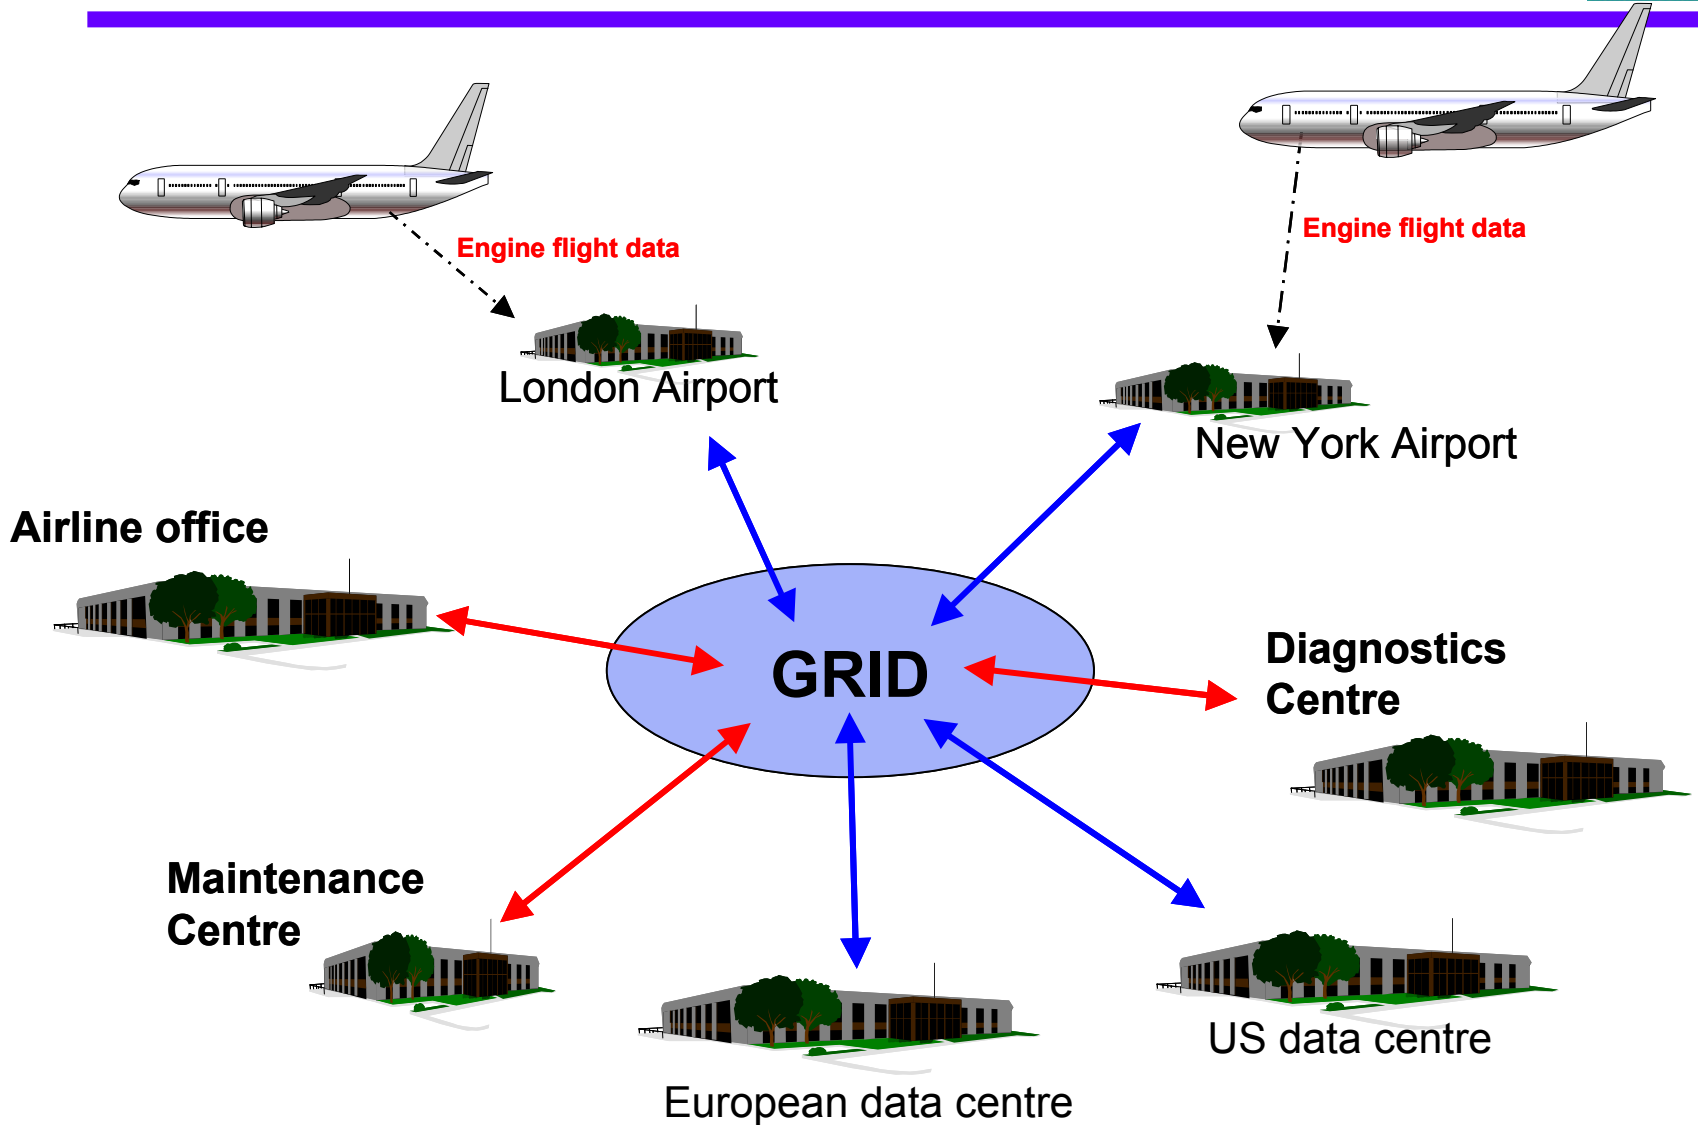 Engine flight data
Engine flight data
London Airport
New York Airport
Airline office
GRID
Diagnostics
Centre
Maintenance
Centre
US data centre
European data centre